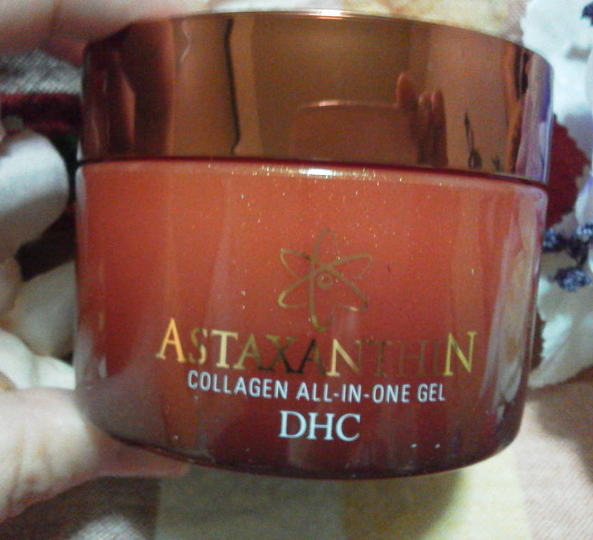 ASTAXANTHIN
COLLAGEN ALL-IN-ONE GEL
DHC